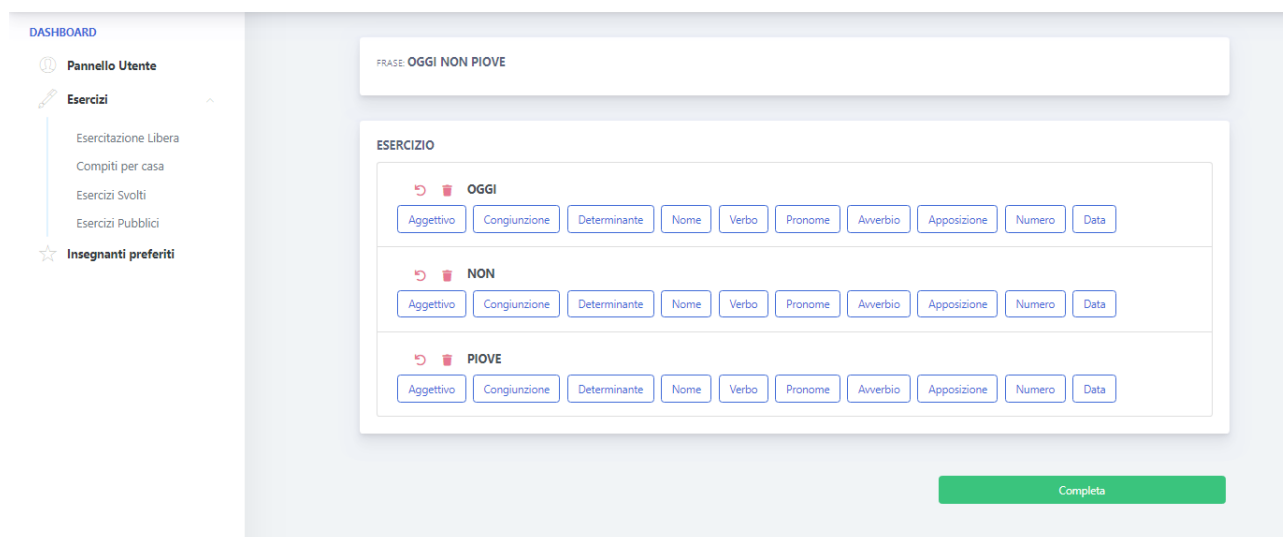 DASHBOARD
Pannello Utente
Esercizi
Esercitazione Libera
Compiti per casa
Esercizi Svolti
Esercizi Pubblici
Insegnanti preferiti
FRASE: OGGI NON PIOVE
ESERCIZIO
OGGI
Aggettivo Congiunzione Determinante Nome Verbo Pronome Avverbio Apposizione Numero Data
NON
Aggettivo Congiunzione Determinante Nome Verbo Pronome Avverbio Apposizione Numero Data
PIOVE
Aggettivo Congiunzione Determinante Nome Verbo Pronome Avverbio Apposizione Numero Data
Completa